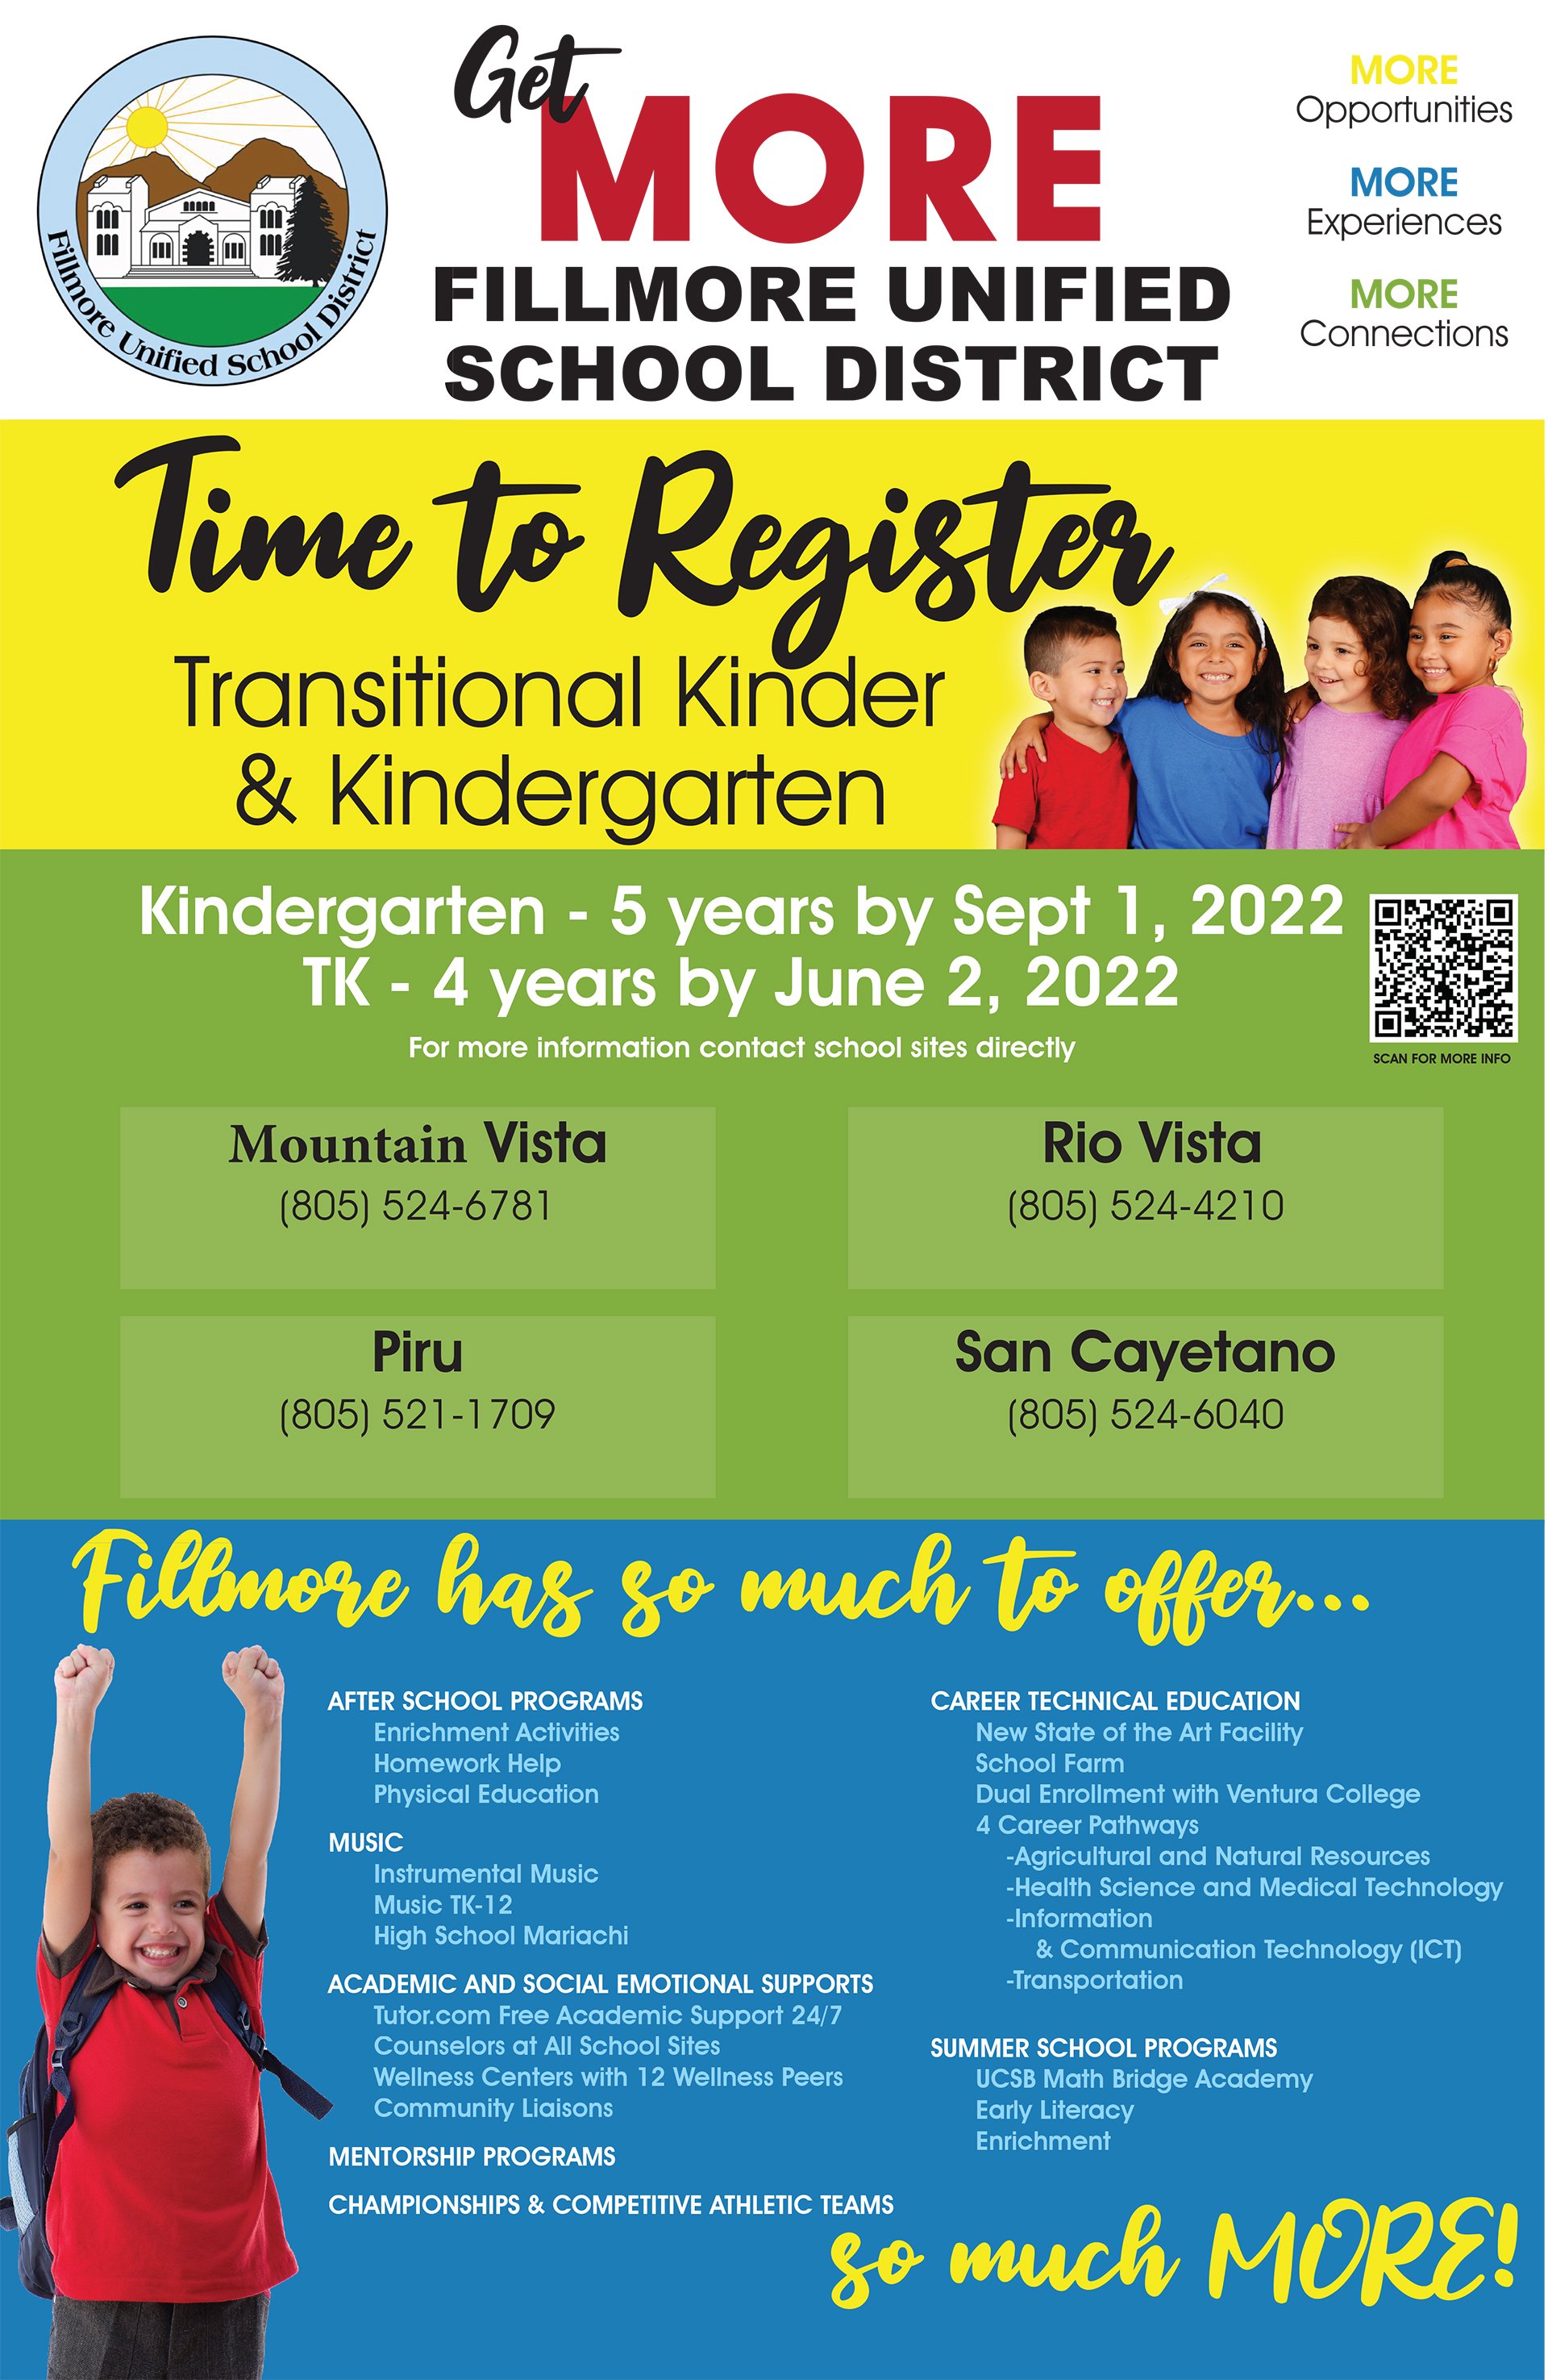 Fillmore Unified School District
Get
MORE
FILLMORE UNIFIED
SCHOOL DISTRICT
MORE
Opportunities
MORE
Experiences
MORE
Connections
Time to Register
Transitional Kinder
& Kindergarten
Kindergarten - 5 years by Sept 1, 2022
TK - 4 years by June 2, 2022
For more information contact school sites directly
SCAN FOR MORE INFO
Mountain Vista
(805) 524-6781
Rio Vista
(805) 524-4210
Piru
(805) 521-1709
San Cayetano
(805) 524-6040
Fillmore has so much to offer...
AFTER SCHOOL PROGRAMS
Enrichment Activities
Homework Help
Physical Education
MUSIC
Instrumental Music
Music TK-12
High School Mariachi
ACADEMIC AND SOCIAL EMOTIONAL SUPPORTS
Tutor.com Free Academic Support 24/7
Counselors at All School Sites
Wellness Centers with 12 Wellness Peers
Community Liaisons
MENTORSHIP PROGRAMS
CHAMPIONSHIPS & COMPETITIVE ATHLETIC TEAMS
CAREER TECHNICAL EDUCATION
New State of the Art Facility
School Farm
Dual Enrollment with Ventura College
4 Career Pathways
-Agricultural and Natural Resources
-Health Science and Medical Technology
-Information
& Communication Technology (ICT)
-Transportation
SUMMER SCHOOL PROGRAMS
UCSB Math Bridge Academy
Early Literacy
Enrichment
so much MORE!